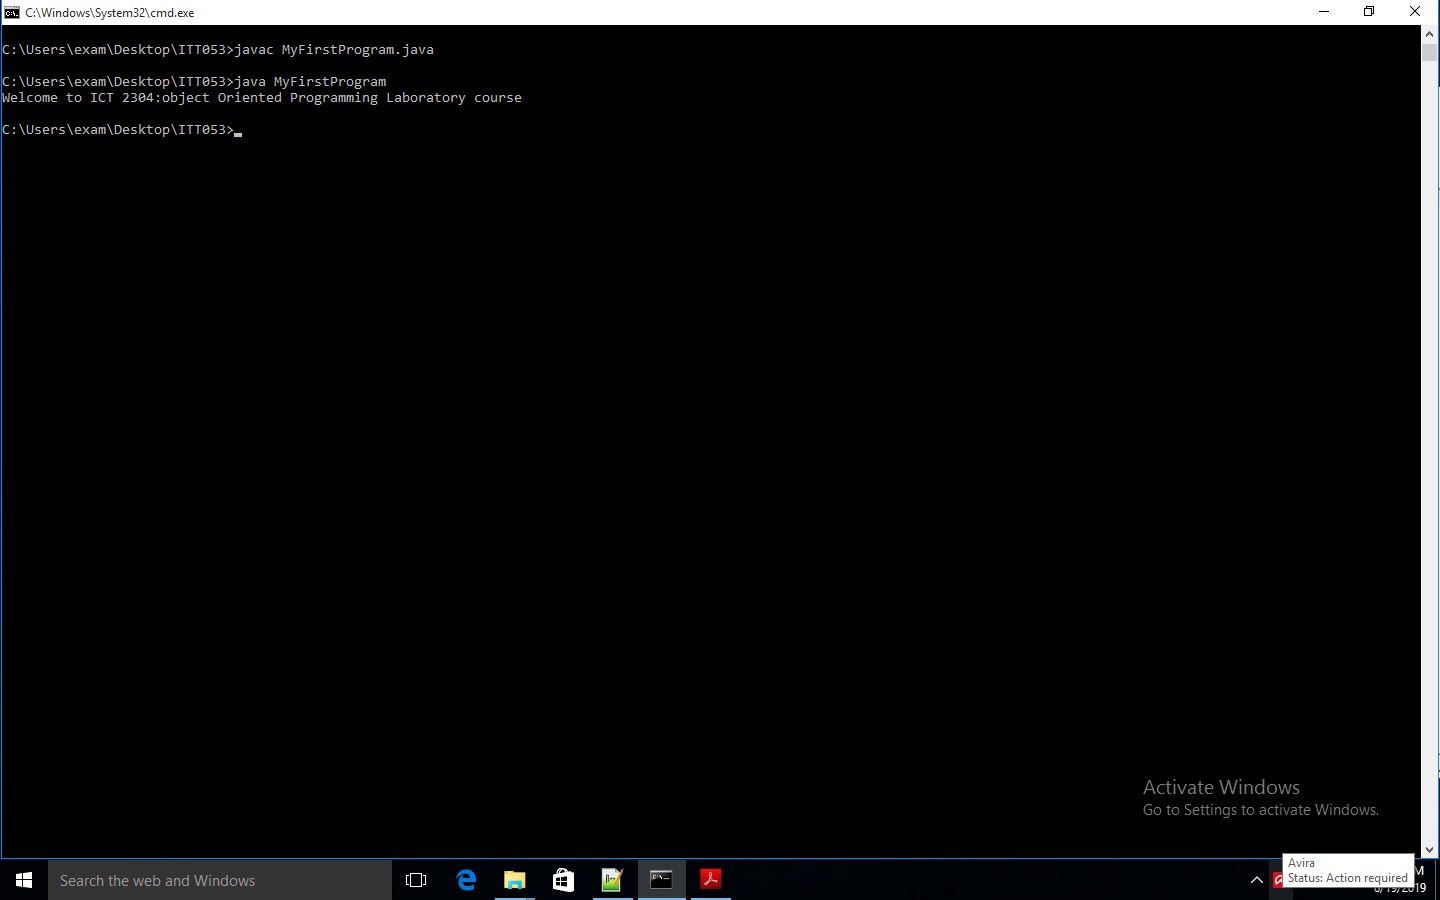 C:\Windows\System32\cmd.exe
C:\Users\exam\Desktop\ITT053>javac MyFirstProgram.java
C:\Users\exam\Desktop\ITT053>java MyFirstProgram
Welcome to ICT 2304:object Oriented Programming Laboratory course
C:\Users\exam\Desktop\ITT053>
Activate Windows
Go to Settings to activate Windows.
Avira
Status: Action required
Search the web and Windows